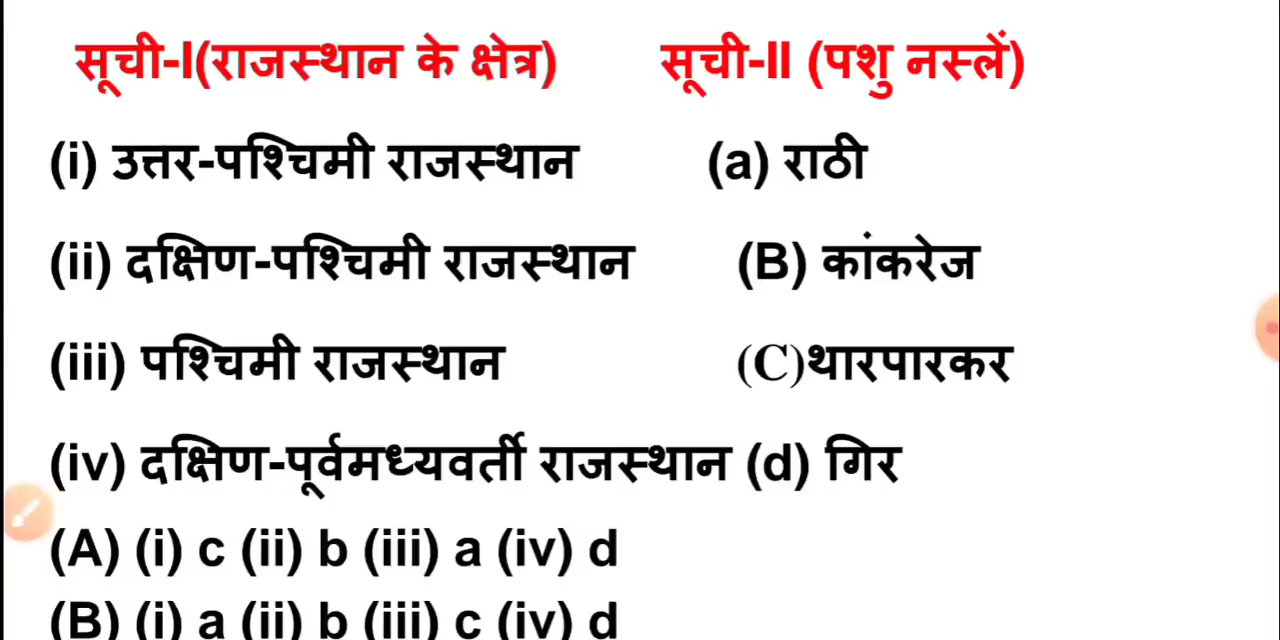 सूची-I(राजस्थान के क्षेत्र) सूची-II (पशु नस्लें)
(i) उत्तर-पश्चिमी राजस्थान (a) राठी
(ii) दक्षिण-पश्चिमी राजस्थान (B) कांकरेज
(iii) पश्चिमी राजस्थान (C)थारपारकर
(iv) दक्षिण-पूर्वमध्यवर्ती राजस्थान (d) गिर
(A) (i) c (ii) b (iii) a (iv) d
(B) (i) a (ii) b (iii) c (iv) d